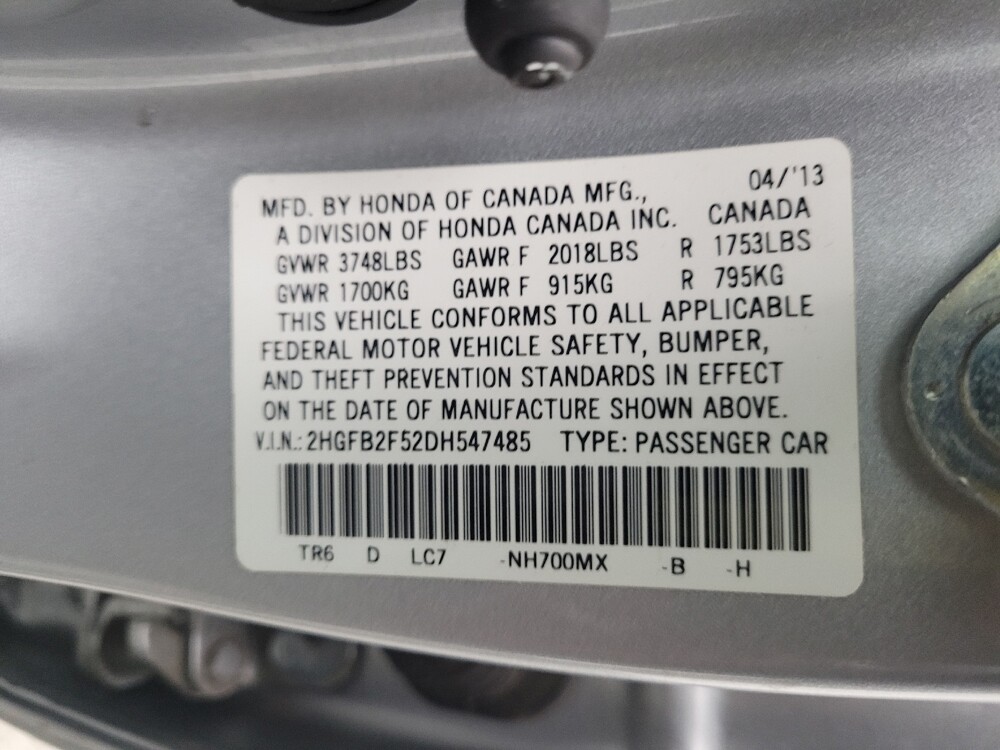 04/'13
MFD. BY HONDA OF CANADA MFG.,
A DIVISION OF HONDA CANADA INC. CANADA
GVWR 3748LBS GAWR F 2018LBS R 1753LBS
GVWR 1700KG GAWR F 915KG R 795KG
THIS VEHICLE CONFORMS TO ALL APPLICABLE
FEDERAL MOTOR VEHICLE SAFETY, BUMPER,
AND THEFT PREVENTION STANDARDS IN EFFECT
ON THE DATE OF MANUFACTURE SHOWN ABOVE.
V.I.N.: 2HGFB2F52DH547485 TYPE: PASSENGER CAR
TR6 D LC7 -NH700MX -B -H